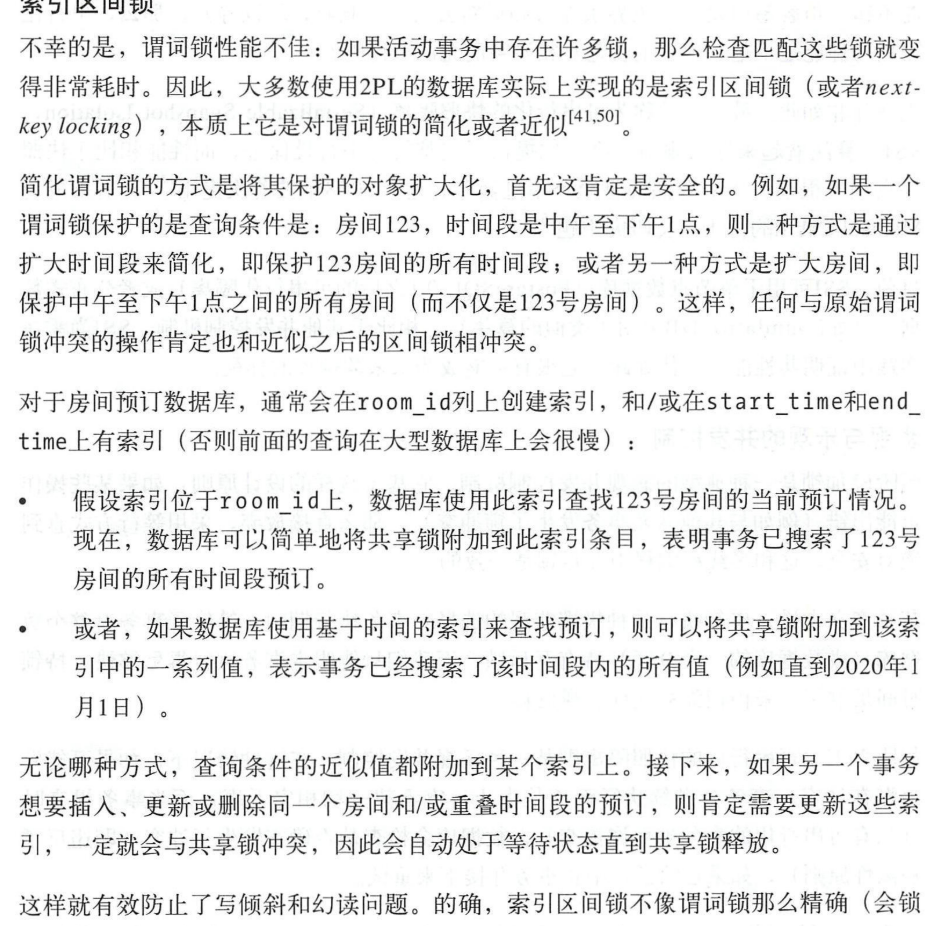 索引区间锁
不幸的是，谓词锁性能不佳：如果活动事务中存在许多锁，那么检查匹配这些锁就变
得非常耗时。因此，大多数使用2PL的数据库实际上实现的是索引区间锁（或者next-
key locking），本质上它是对谓词锁的简化或者近似[41,50]。
简化谓词锁的方式是将其保护的对象扩大化，首先这肯定是安全的。例如，如果一个
谓词锁保护的是查询条件是：房间123，时间段是中午至下午1点，则一种方式是通过
扩大时间段来简化，即保护123房间的所有时间段；或者另一种方式是扩大房间，即
保护中午至下午1点之间的所有房间（而不仅是123号房间）。这样，任何与原始谓词
锁冲突的操作肯定也和近似之后的区间锁相冲突。
对于房间预订数据库，通常会在room_id列上创建索引，和/或在start_time和end_
time上有索引（否则前面的查询在大型数据库上会很慢）：
• 假设索引位于room_id上，数据库使用此索引查找123号房间的当前预订情况。
现在，数据库可以简单地将共享锁附加到此索引条目，表明事务已搜索了123号
房间的所有时间段预订。
• 或者，如果数据库使用基于时间的索引来查找预订，则可以将共享锁附加到该索
引中的一系列值，表示事务已经搜索了该时间段内的所有值（例如直到2020年1
月1日）。
无论哪种方式，查询条件的近似值都附加到某个索引上。接下来，如果另一个事务
想要插入、更新或删除同一个房间和/或重叠时间段的预订，则肯定需要更新这些索
引，一定就会与共享锁冲突，因此会自动处于等待状态直到共享锁释放。
这样就有效防止了写倾斜和幻读问题。的确，索引区间锁不像谓词锁那么精确（会锁